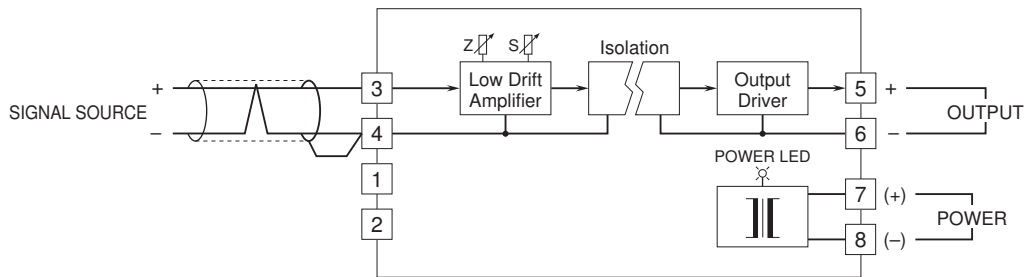 Z
S
Isolation
+
3
Low Drift
Amplifier
Output
Driver
5
+
SIGNAL SOURCE
OUTPUT
–
4
6
–
1
POWER LED
7
(+)
2
POWER
8
(–)